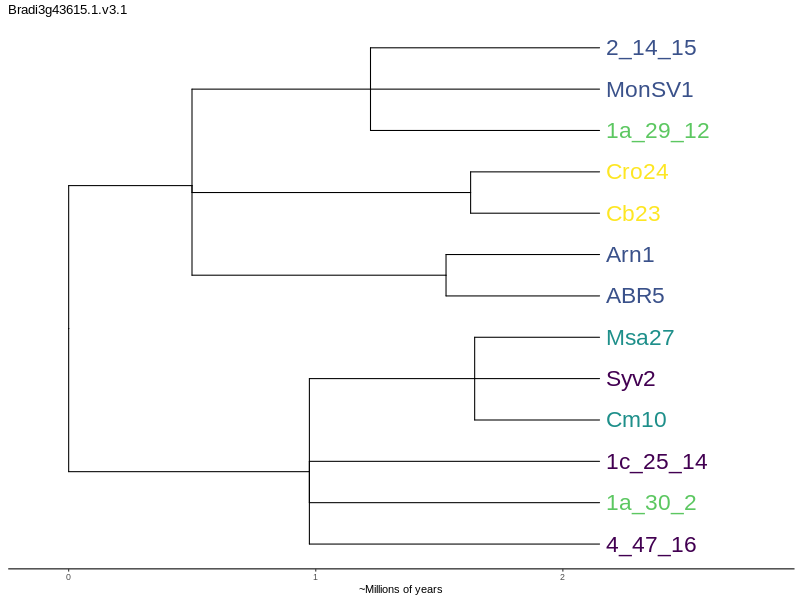 Bradi3g43615.1.v3.1
2_14_15
MonSV1
1a_29_12
Cro24
Cb23
Arn1
ABR5
Msa27
Syv2
Cm10
1c_25_14
1a_30_2
4_47_16
0 1 2
~Millions of years